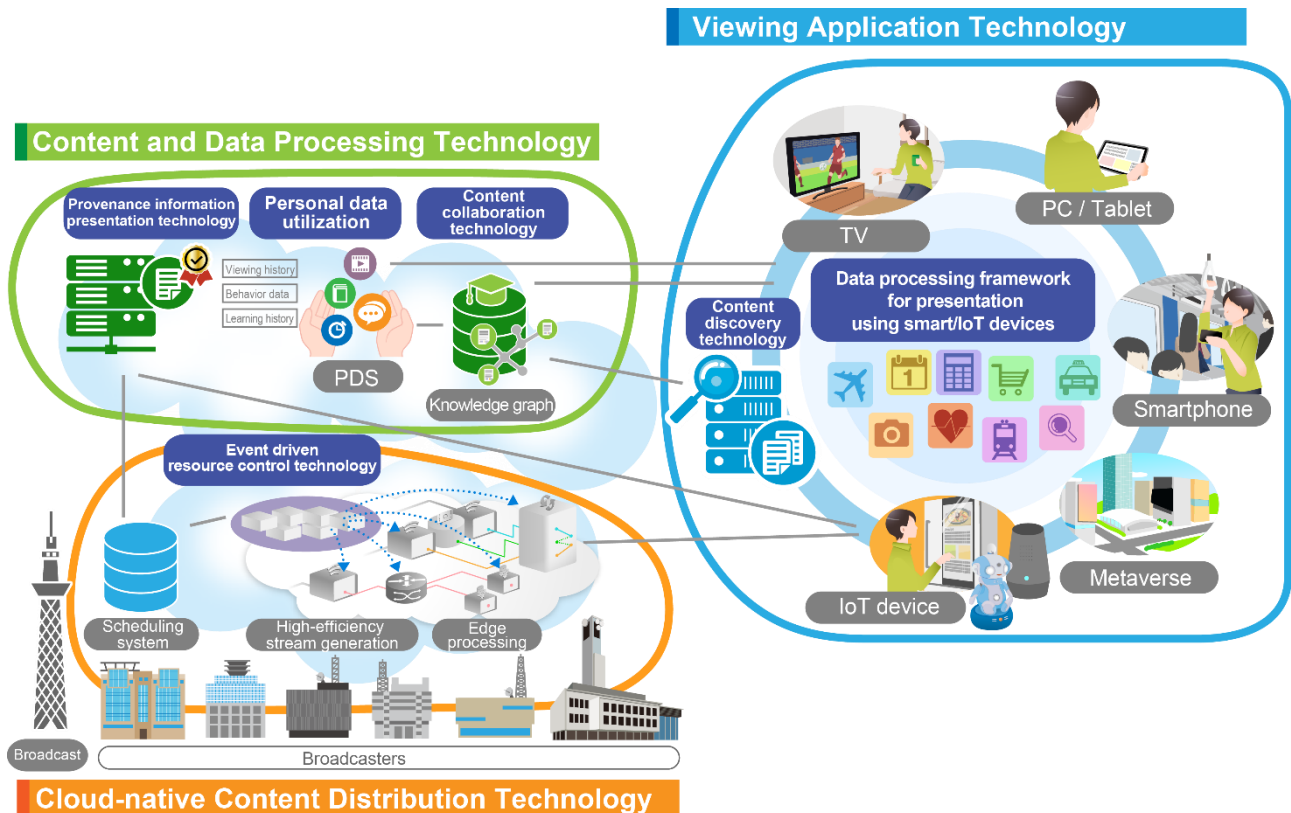 Viewing Application Technology
Content and Data Processing Technology
Provenance information
presentation technology
Personal data
utilization
Content
collaboration
technology
Viewing history
Behavior data
Learning history
PDS
Knowledge graph
TV
PC / Tablet
Content
discovery
technology
Data processing framework
for presentation
using smart/IoT devices
1
Smartphone
Metaverse
IoT device
Event driven
resource control technology
Scheduling
system
High-efficiency
stream generation
Edge
processing
Broadcast
Broadcasters
Cloud-native Content Distribution Technology